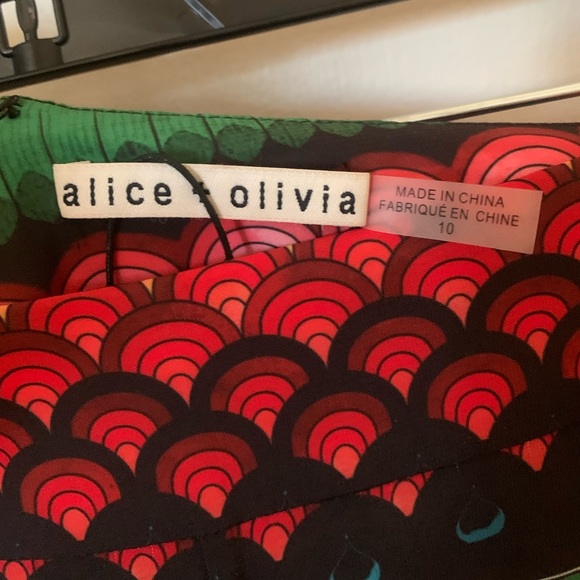 alice + olivia
MADE IN CHINA
FABRIQUÉ EN CHINE
10